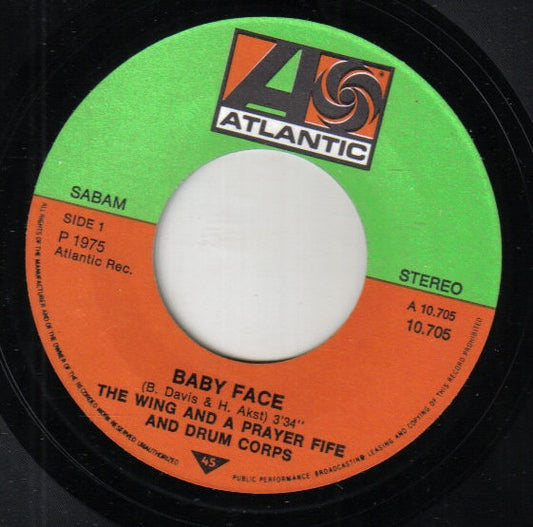 ATLANTIC
SABAM
SIDE 1
P 1975
Atlantic Rec.
STEREO
A 10.705
10.705
BABY FACE
(B. Davis & H. Akst) 3'34''
THE WING AND A PRAYER FIFE
AND DRUM CORPS
45
ALL RIGHTS OF THE MANUFACTURER AND OF THE OWNER OF THE RECORDED WORK RESERVED. UNAUTHORIZED
PUBLIC PERFORMANCE BROADCASTING, LEASING AND COPYING OF THIS RECORD PROHIBITED